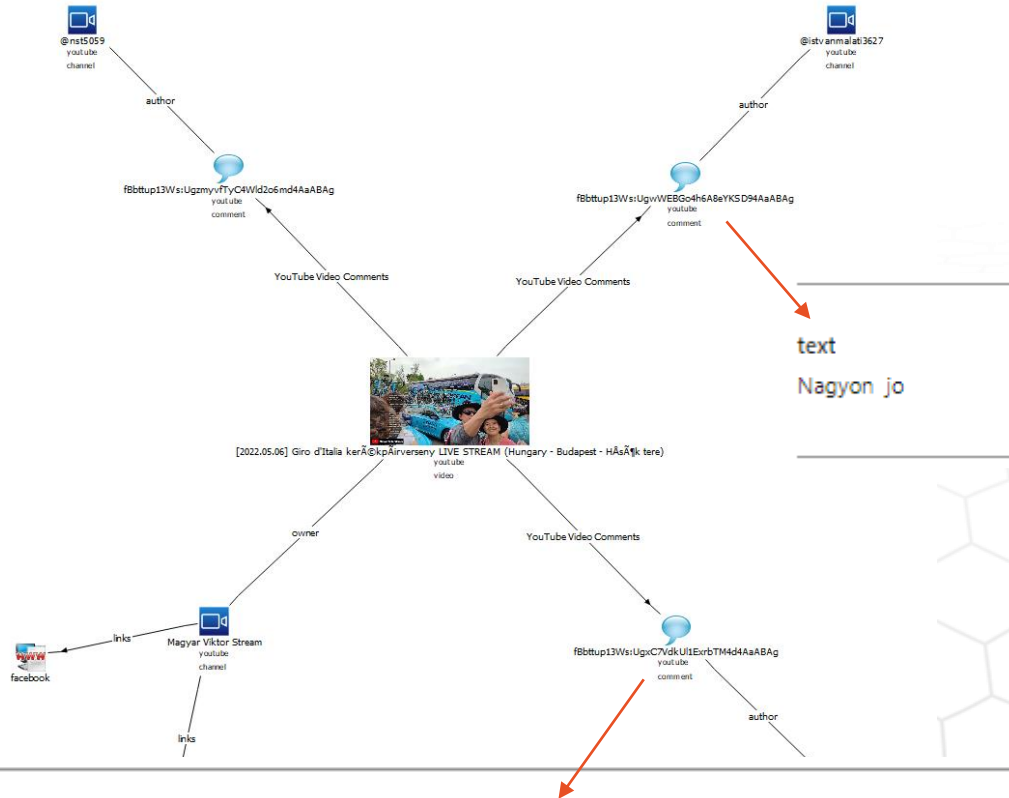 @nst5059
youtube
channel
@istvanmalati3627
youtube
channel
author
author
fBbttup13Ws:UgzmyvfTyC4Wld2o6md4AaABAg
youtube
comment
fBbttup13Ws:UgwWEBGo4h6A8eYKSD94AaABAg
youtube
comment
YouTube Video Comments
YouTube Video Comments
text
Nagyon jo
[2022.05.06] Giro d'Italia kerÃ©kpÃ¡rverseny LIVE STREAM (Hungary - Budapest - HÅsÃ¶k tere)
youtube
video
owner
YouTube Video Comments
links
Magyar Viktor Stream
youtube
channel
WWW
facebook
fBbttup13Ws:UgxC7VdkUl1ExrbTM4d4AaABAg
youtube
comment
author
links